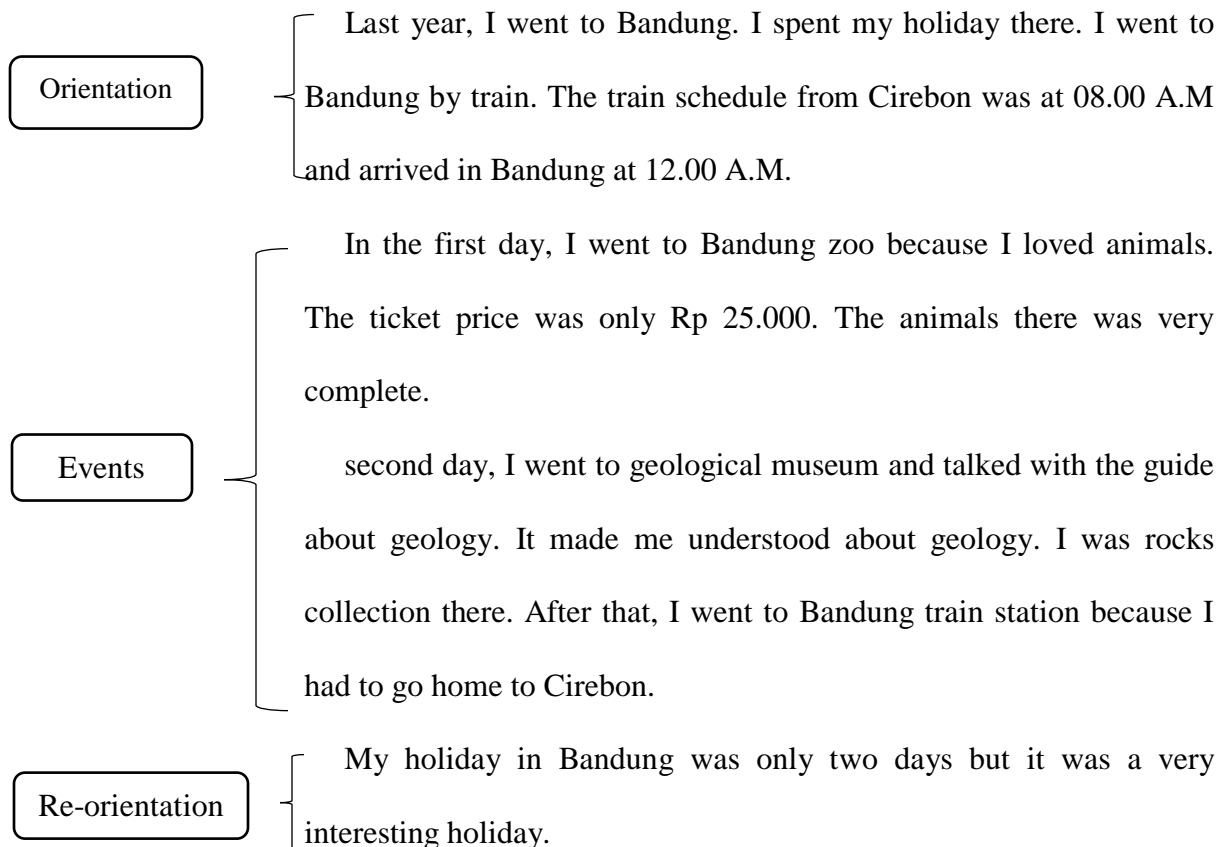 Last year, I went to Bandung. I spent my holiday there. I went to
Orientation
Bandung by train. The train schedule from Cirebon was at 08.00 A.M
and arrived in Bandung at 12.00 A.M.
In the first day, I went to Bandung zoo because I loved animals.
The ticket price was only Rp 25.000. The animals there was very
complete.
Events
second day, I went to geological museum and talked with the guide
about geology. It made me understood about geology. I was rocks
collection there. After that, I went to Bandung train station because I
had to go home to Cirebon.
My holiday in Bandung was only two days but it was a very
Re-orientation
interesting holiday.